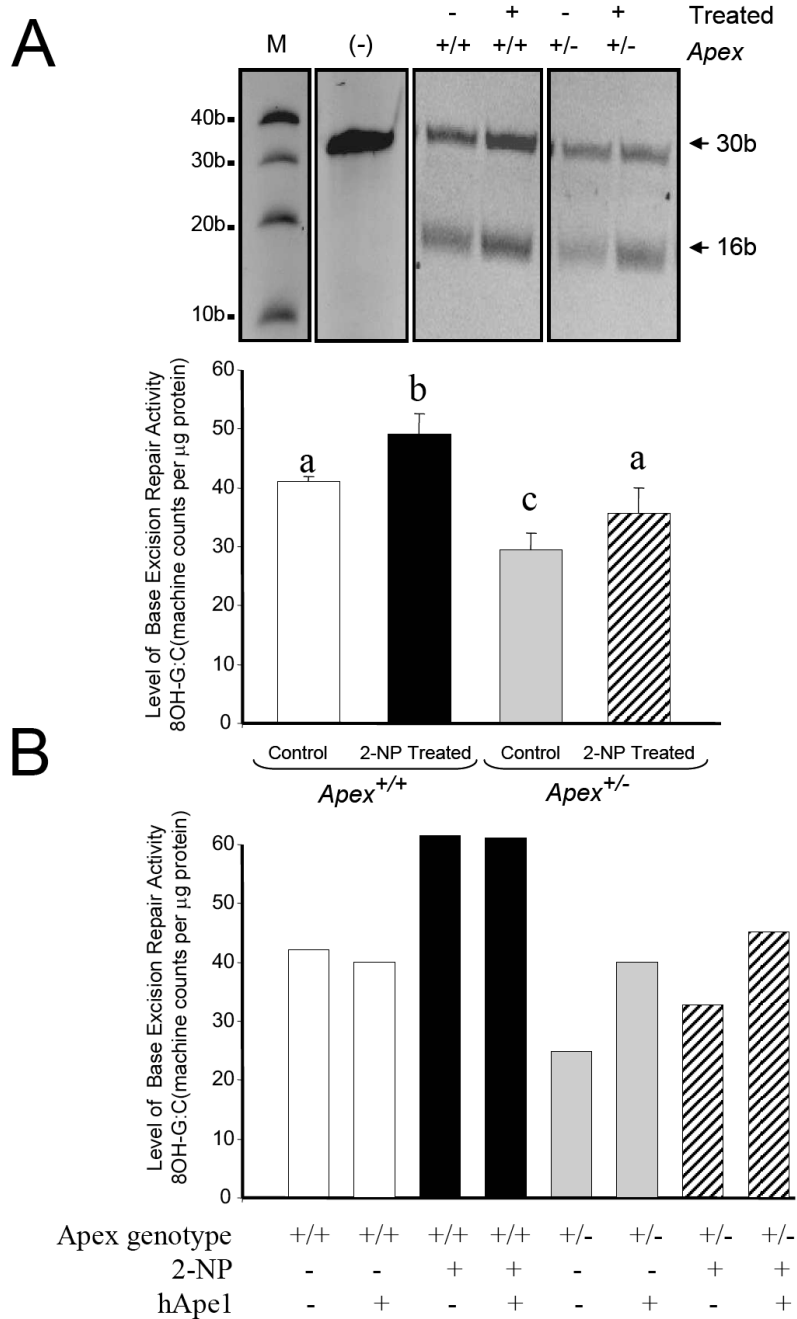 A
- + - + Treated
M (-) +/+ +/+ +/- +/- Apex
40b
30b
20b
10b
30b
16b
Level of Base Excision Repair Activity
8OH-G:C(machine counts per µg protein)
60
50
40
30
20
10
0
a
b
c
a
Control 2-NP Treated Control 2-NP Treated
Apex+/+ Apex+/-
B
Level of Base Excision Repair Activity
8OH-G:C(machine counts per µg protein)
60
50
40
30
20
10
0
Apex genotype +/+ +/+ +/+ +/+ +/- +/- +/- +/-
2-NP - - + + - - + +
hApe1 - + - + - + - +